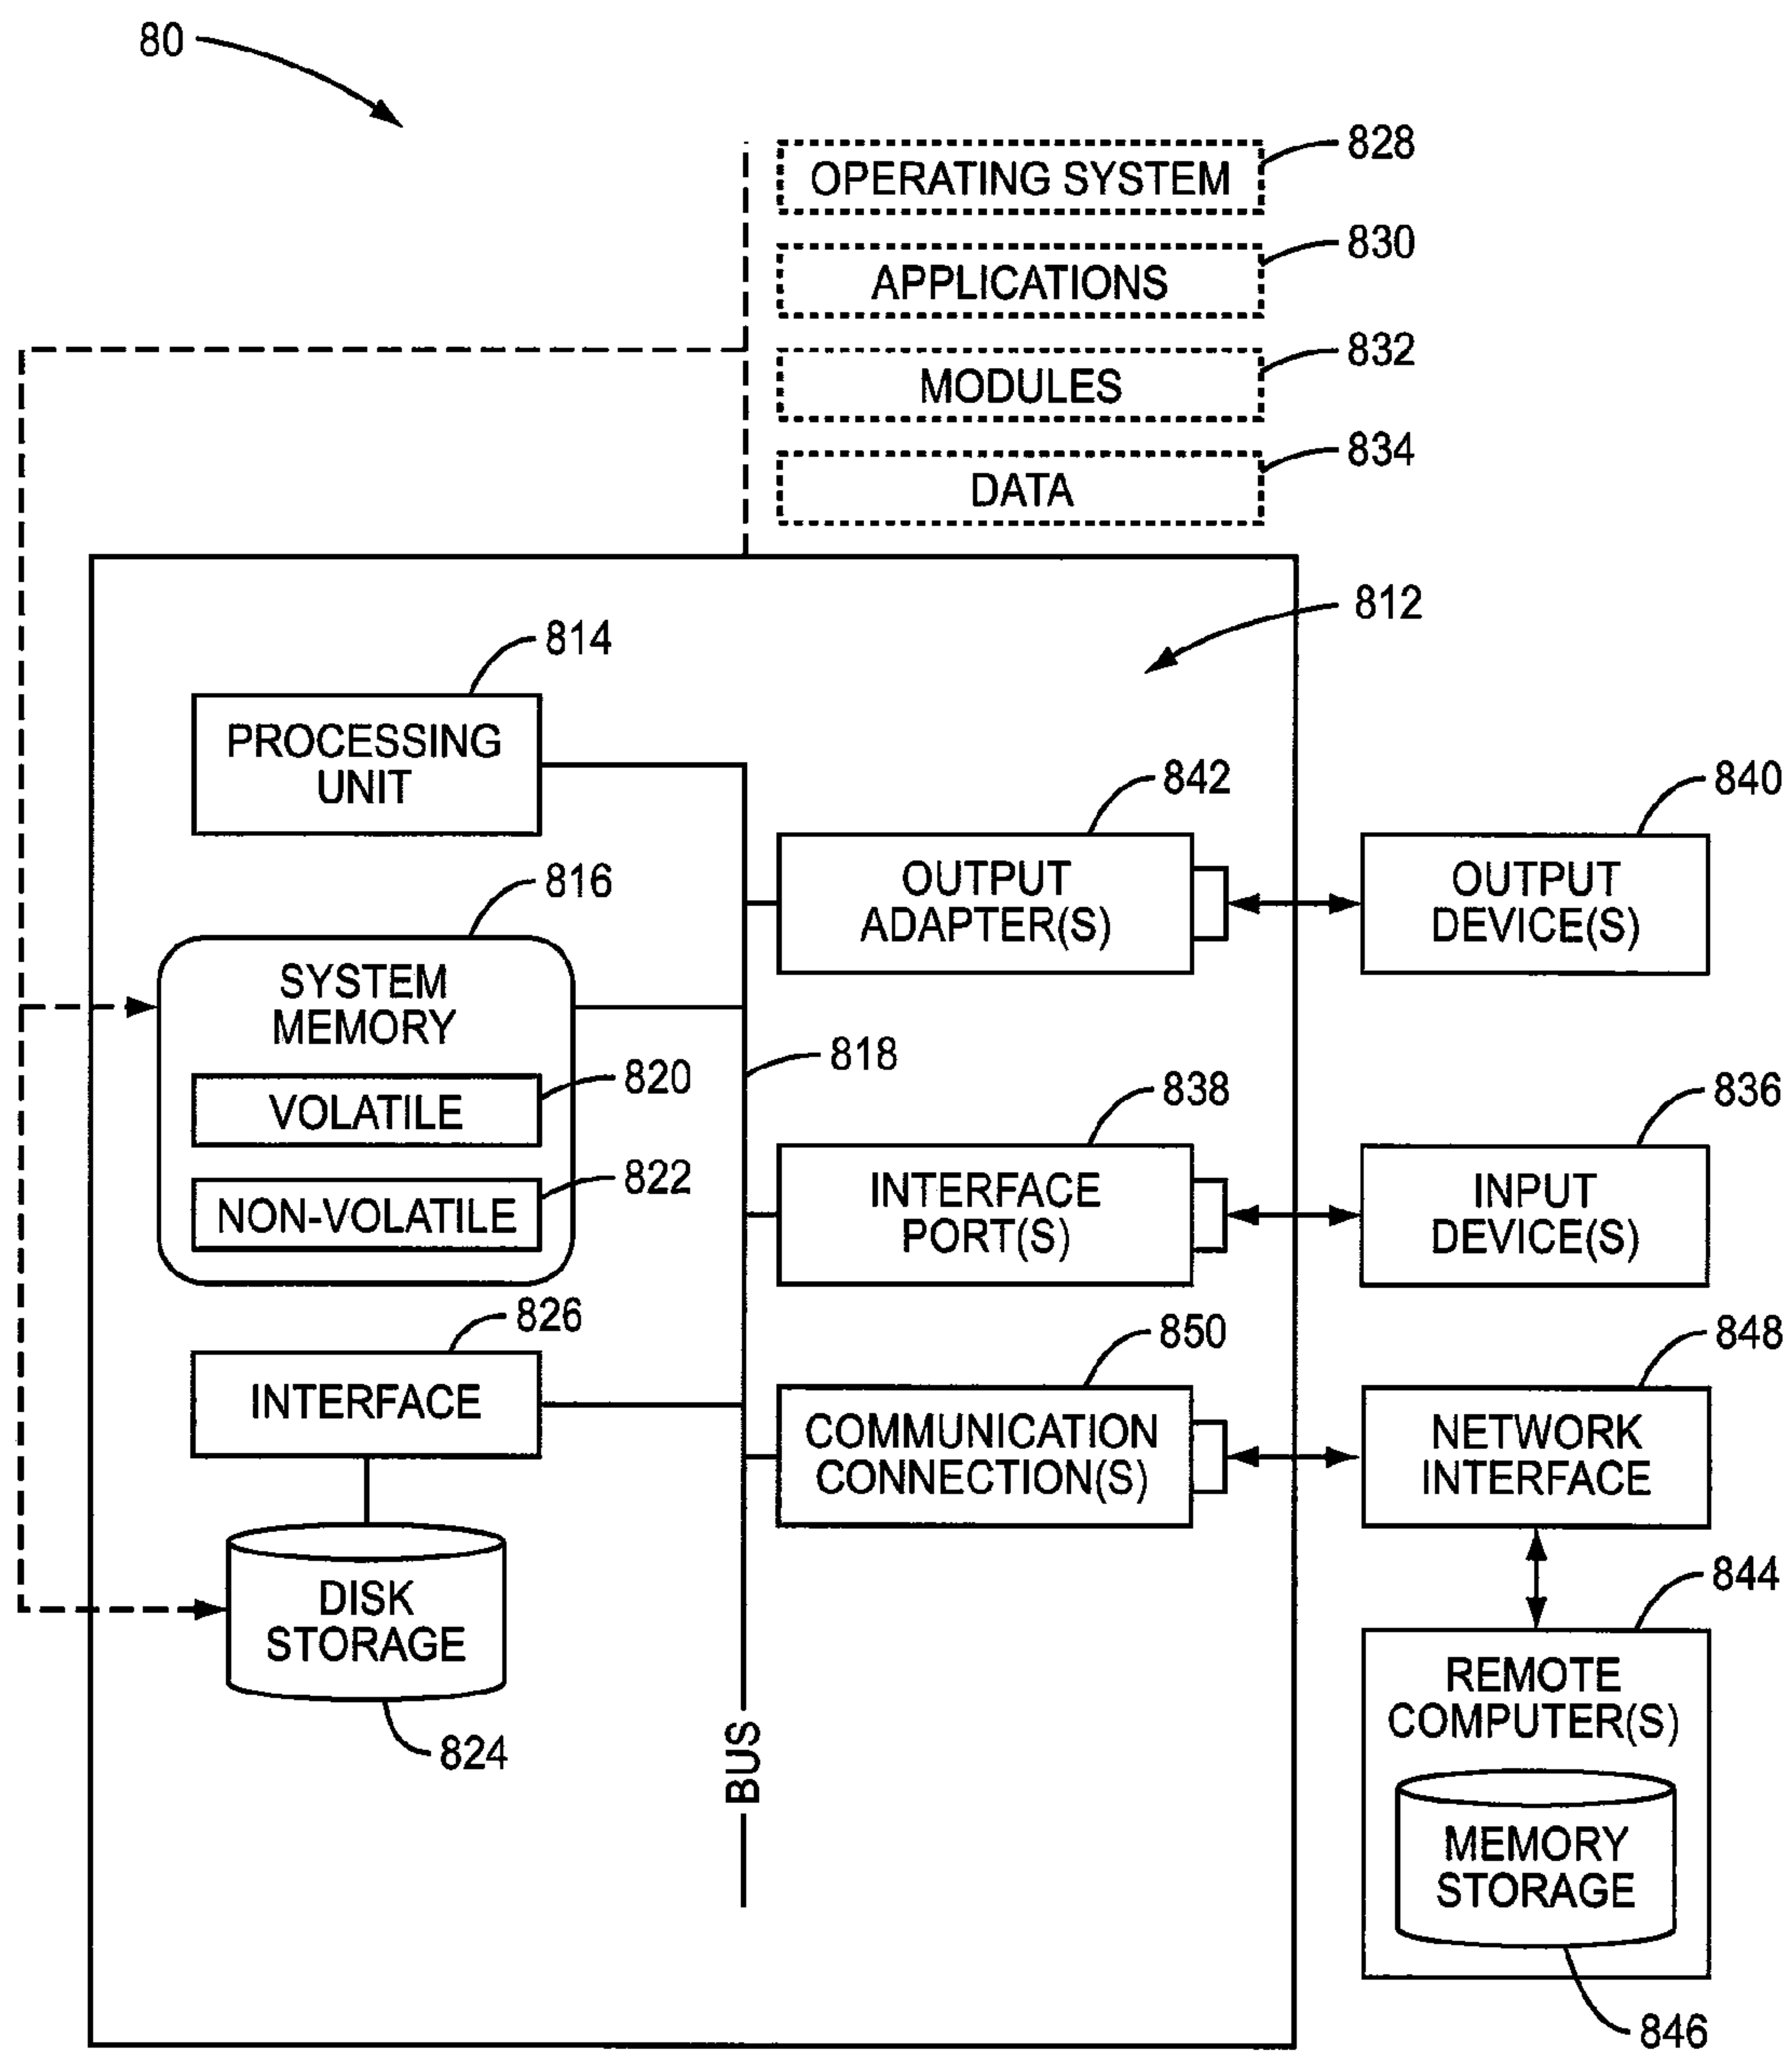 80
OPERATING SYSTEM
828
APPLICATIONS
830
MODULES
832
DATA
834
812
814
PROCESSING
UNIT
842
OUTPUT
ADAPTER(S)
840
OUTPUT
DEVICE(S)
816
SYSTEM
MEMORY
818
820
VOLATILE
822
NON-VOLATILE
838
INTERFACE
PORT(S)
836
INPUT
DEVICE(S)
826
INTERFACE
850
COMMUNICATION
CONNECTION(S)
848
NETWORK
INTERFACE
DISK
STORAGE
824
BUS
844
REMOTE
COMPUTER(S)
MEMORY
STORAGE
846